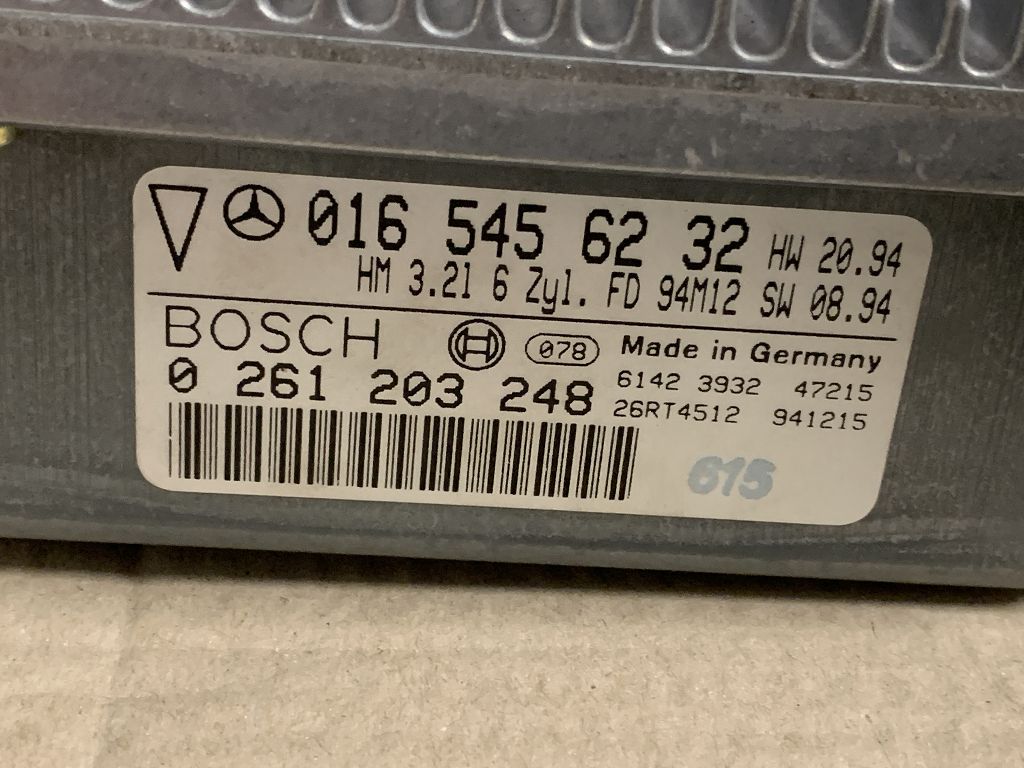 016 545 62 32 HW 20.94
HM 3.2l 6 Zyl. FD 94M12 SW 08.94
BOSCH 078 Made in Germany
0 261 203 248 6142 3932 47215
26RT4512 941215
615